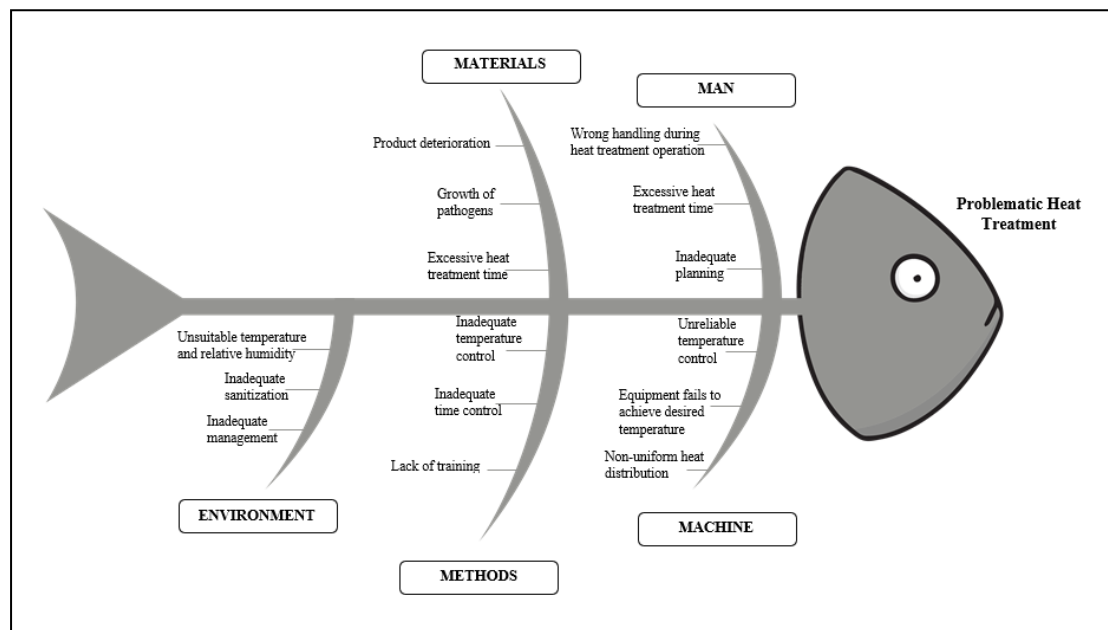 MATERIALS
Product deterioration
Growth of
pathogens
Excessive heat
treatment time
MAN
Wrong handling during
heat treatment operation
Excessive heat
treatment time
Inadequate
planning
Problematic Heat
Treatment
Unsuitable temperature
and relative humidity
Inadequate
sanitization
Inadequate
management
ENVIRONMENT
Inadequate
temperature
control
Inadequate
time control
Lack of training
METHODS
Unreliable
temperature
control
Equipment fails to
achieve desired
temperature
Non-uniform heat
distribution
MACHINE